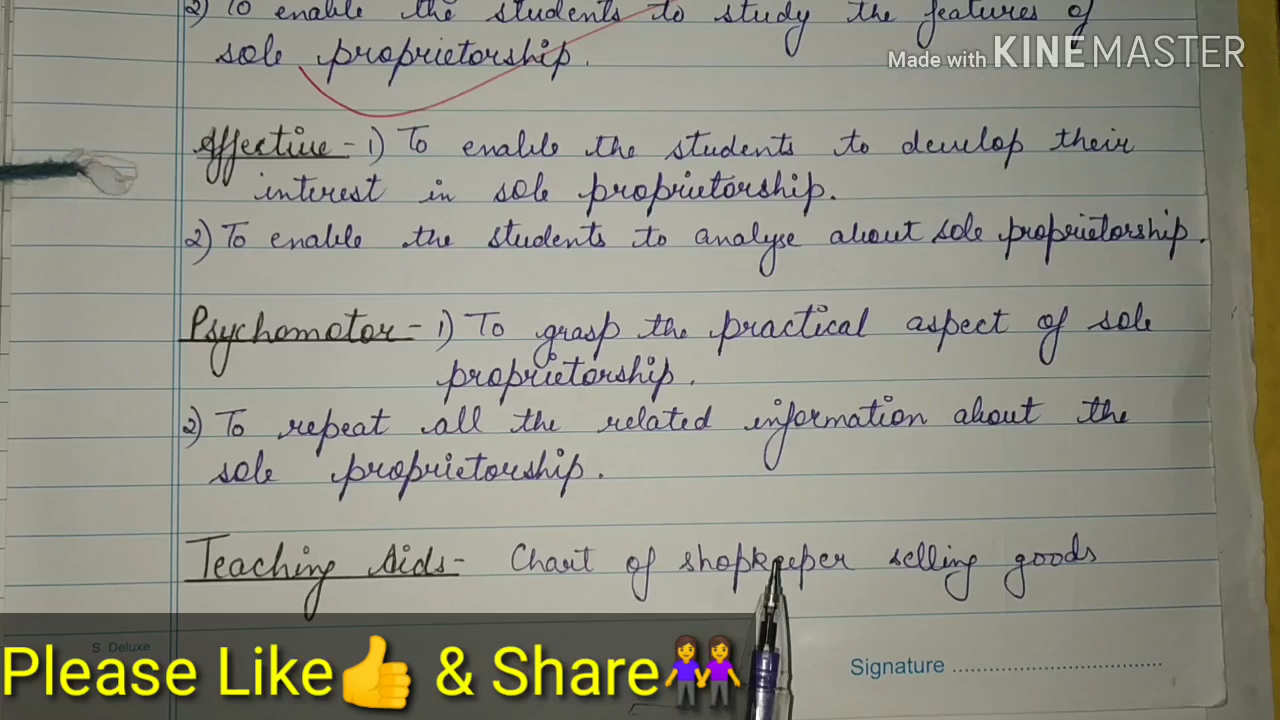 2) To enable the students to study the features of
sole proprietorship.
Made with KINEMASTER
Affective - 1) To enable the students to develop their
interest in sole proprietorship.
2) To enable the students to analyse about sole proprietorship.
Psychomotor - 1) To grasp the practical aspect of sole
proprietorship.
2) To repeat all the related information about the
sole proprietorship.
Teaching Aids - Chart of shopkeeper selling goods
S. Deluxe
Please Like👍 & Share👭
Signature ......................................